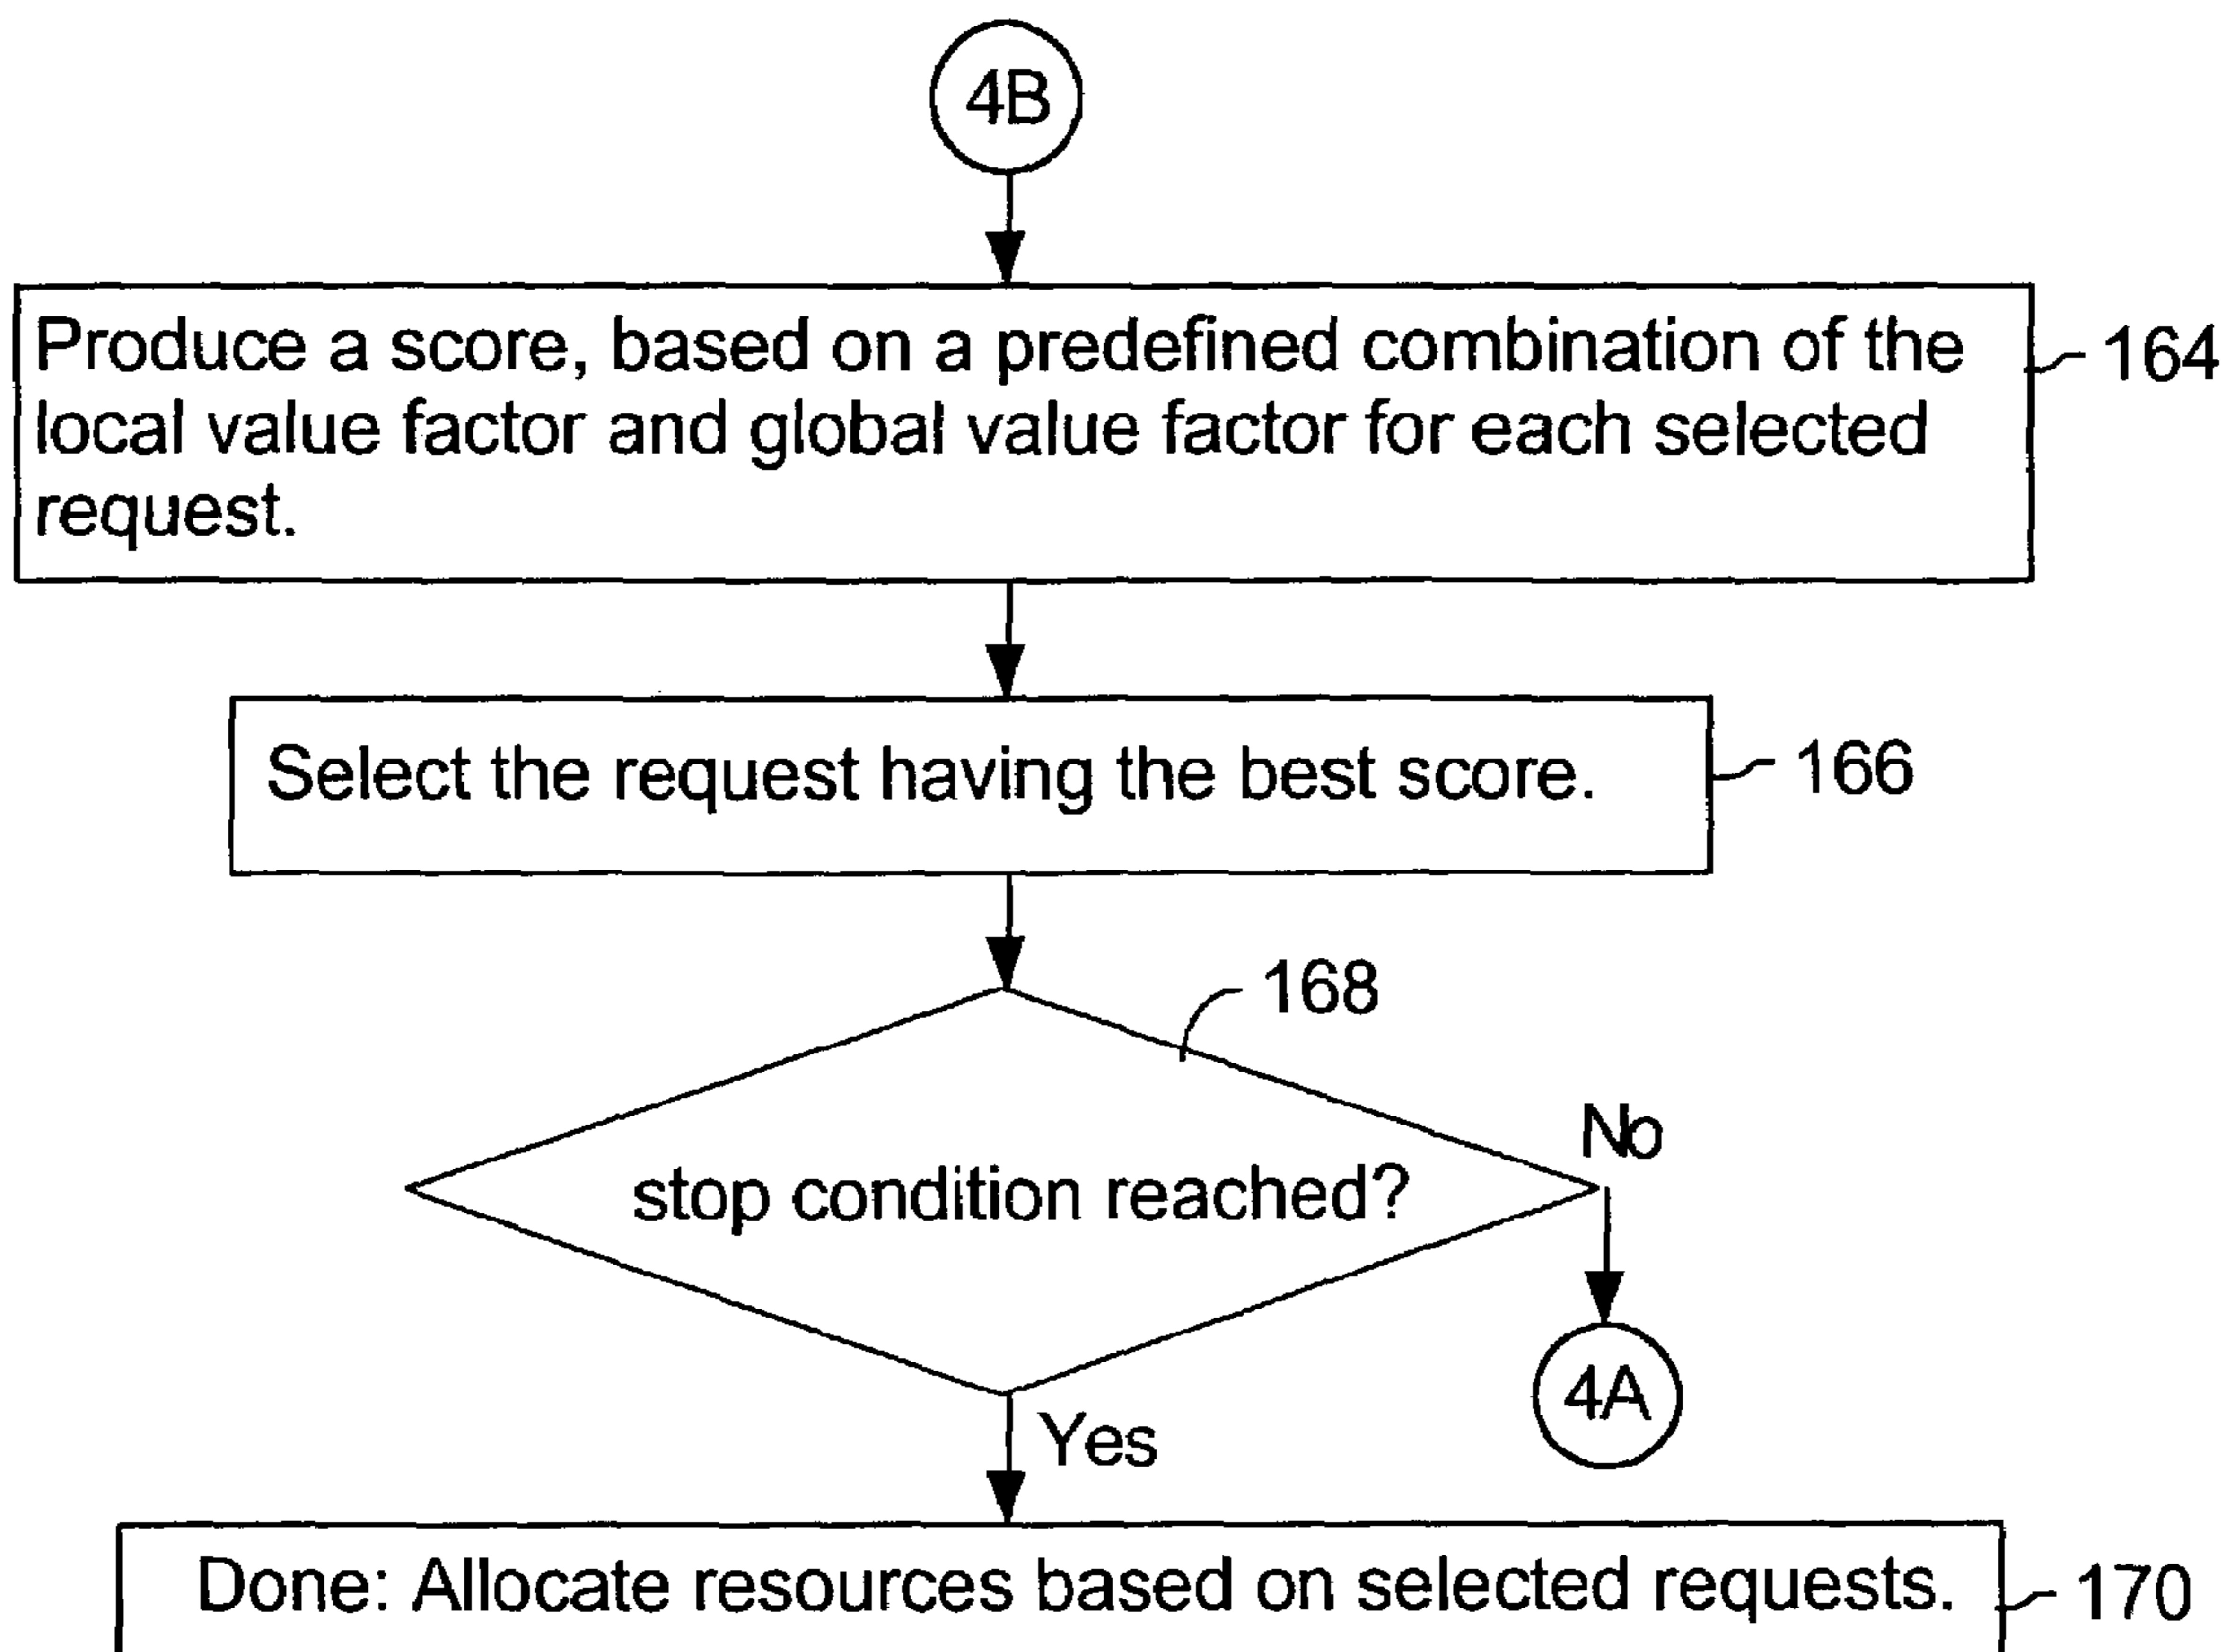 4B
Produce a score, based on a predefined combination of the
local value factor and global value factor for each selected
request.
164
Select the request having the best score.
166
168
stop condition reached?
No
4A
Yes
Done: Allocate resources based on selected requests.
170